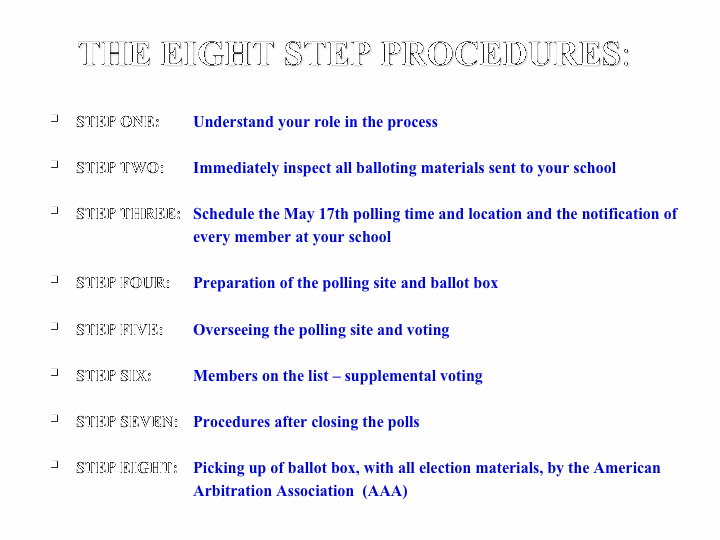 THE EIGHT STEP PROCEDURES:
STEP ONE: Understand your role in the process
STEP TWO: Immediately inspect all balloting materials sent to your school
STEP THREE: Schedule the May 17th polling time and location and the notification of
every member at your school
STEP FOUR: Preparation of the polling site and ballot box
STEP FIVE: Overseeing the polling site and voting
STEP SIX: Members on the list – supplemental voting
STEP SEVEN: Procedures after closing the polls
STEP EIGHT: Picking up of ballot box, with all election materials, by the American
Arbitration Association (AAA)